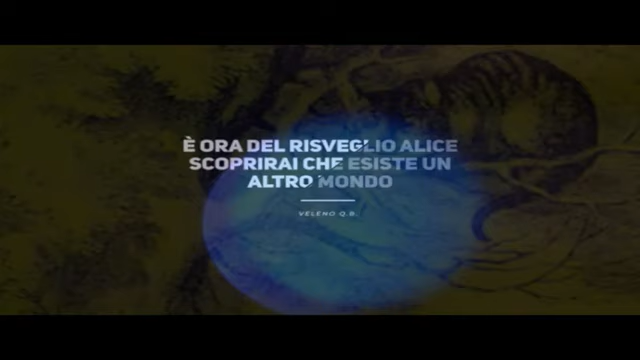 È ORA DEL RISVEGLIO ALICE
SCOPRIRAI CHE ESISTE UN
ALTRO MONDO
VELENO Q.B.